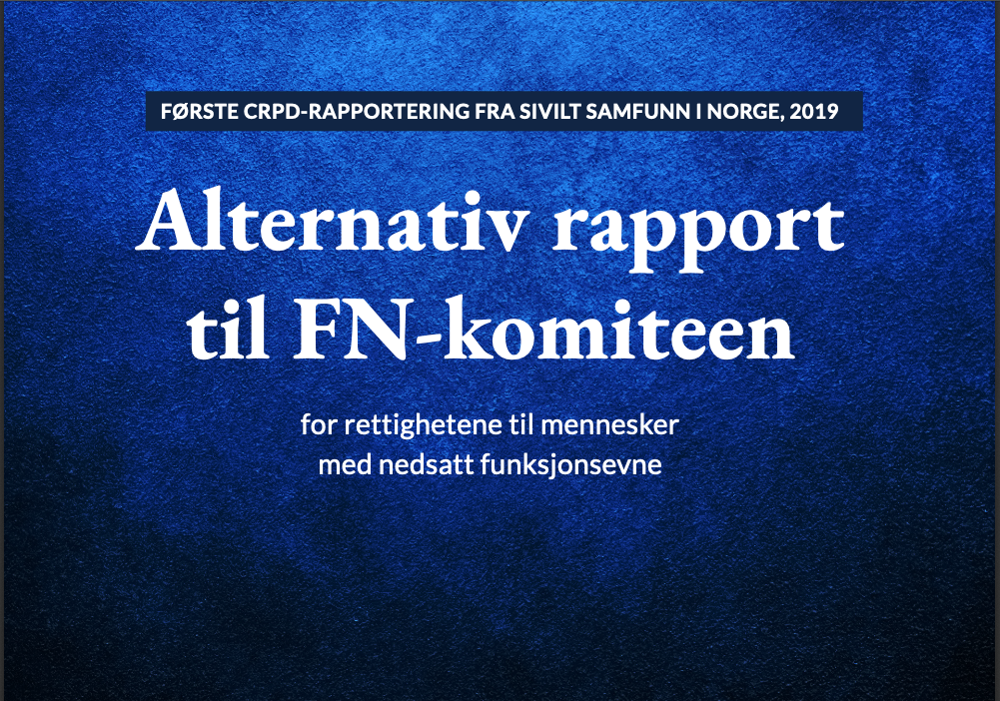 FØRSTE CRPD-RAPPORTERING FRA SIVILT SAMFUNN I NORGE, 2019
Alternativ rapport
til FN-komiteen
for rettighetene til mennesker
med nedsatt funksjonsevne